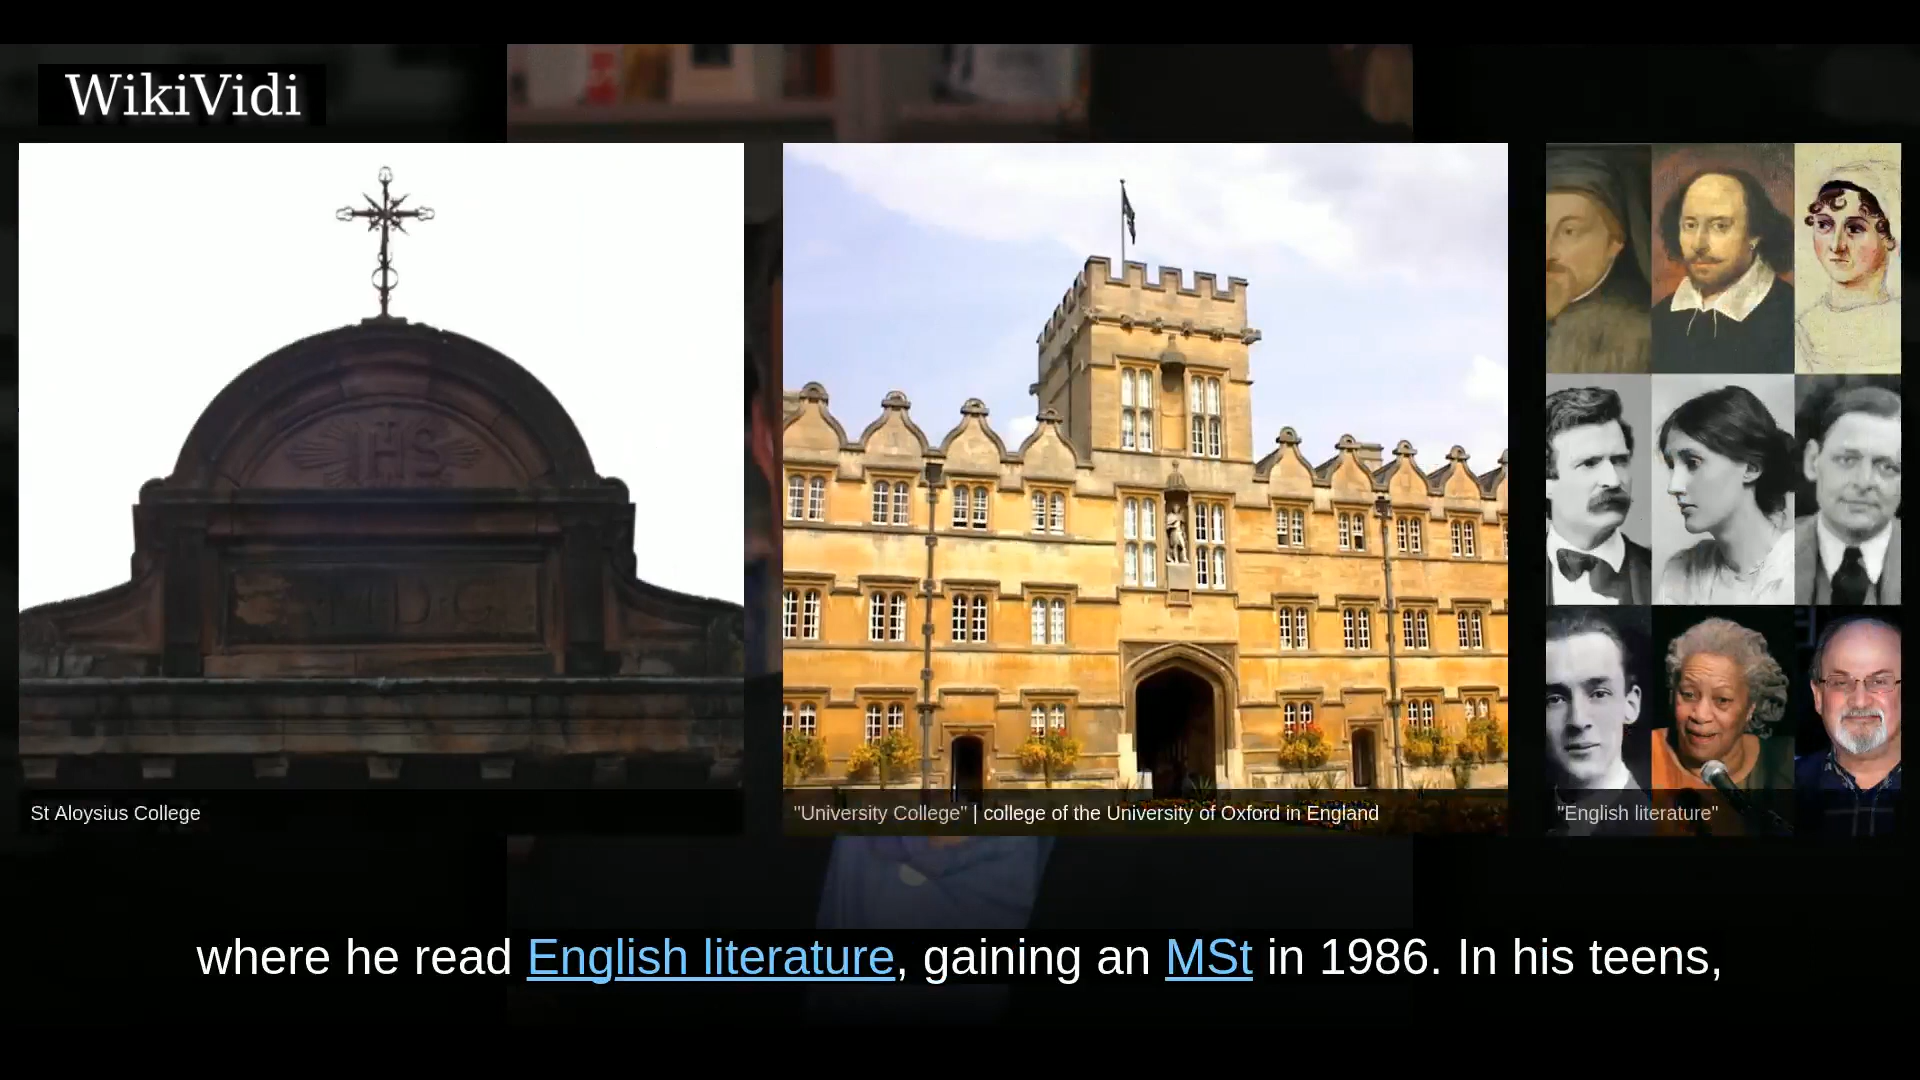 WikiVidi
IHS
St Aloysius College
"University College" | college of the University of Oxford in England
"English literature"
where he read English literature, gaining an MSt in 1986. In his teens,